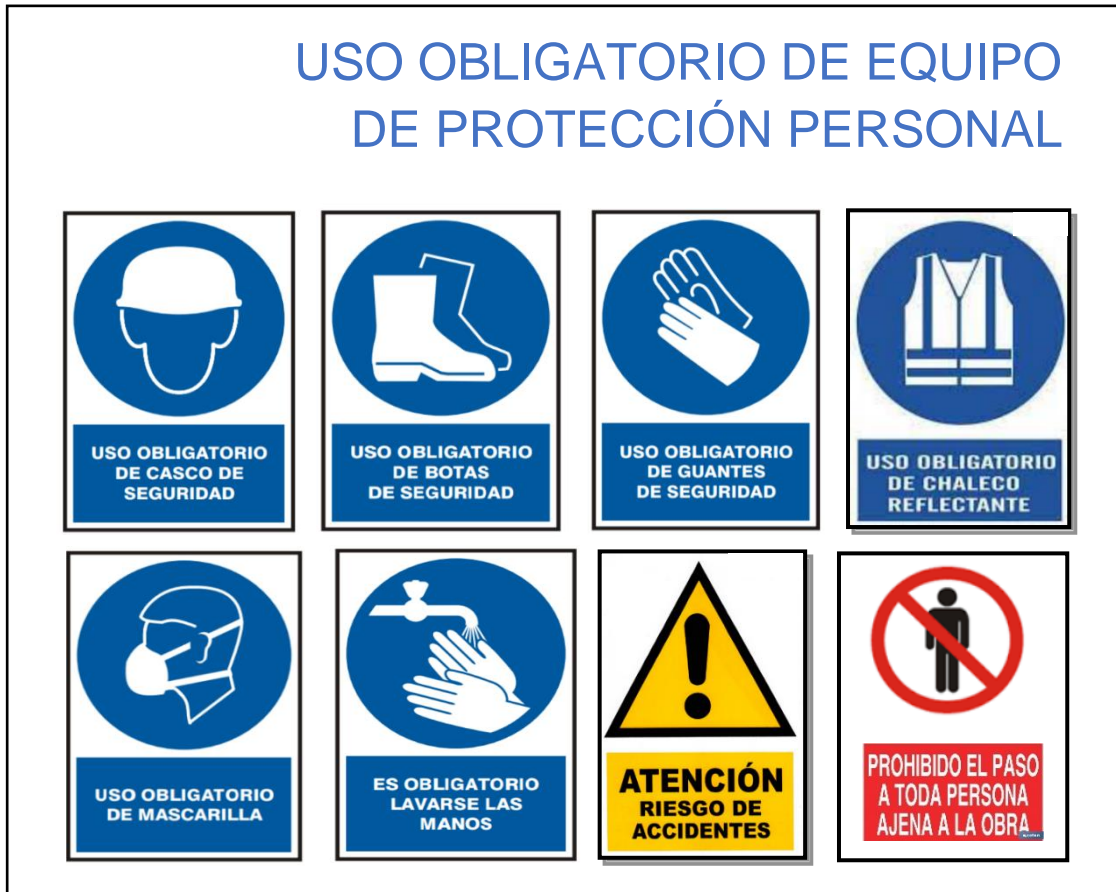 USO OBLIGATORIO DE EQUIPO
DE PROTECCIÓN PERSONAL
USO OBLIGATORIO
DE CASCO DE
SEGURIDAD
USO OBLIGATORIO
DE BOTAS
DE SEGURIDAD
USO OBLIGATORIO
DE GUANTES
DE SEGURIDAD
USO OBLIGATORIO
DE CHALECO
REFLECTANTE
USO OBLIGATORIO
DE MASCARILLA
ES OBLIGATORIO
LAVARSE LAS
MANOS
ATENCIÓN
RIESGO DE
ACCIDENTES
PROHIBIDO EL PASO
A TODA PERSONA
AJENA A LA OBRA